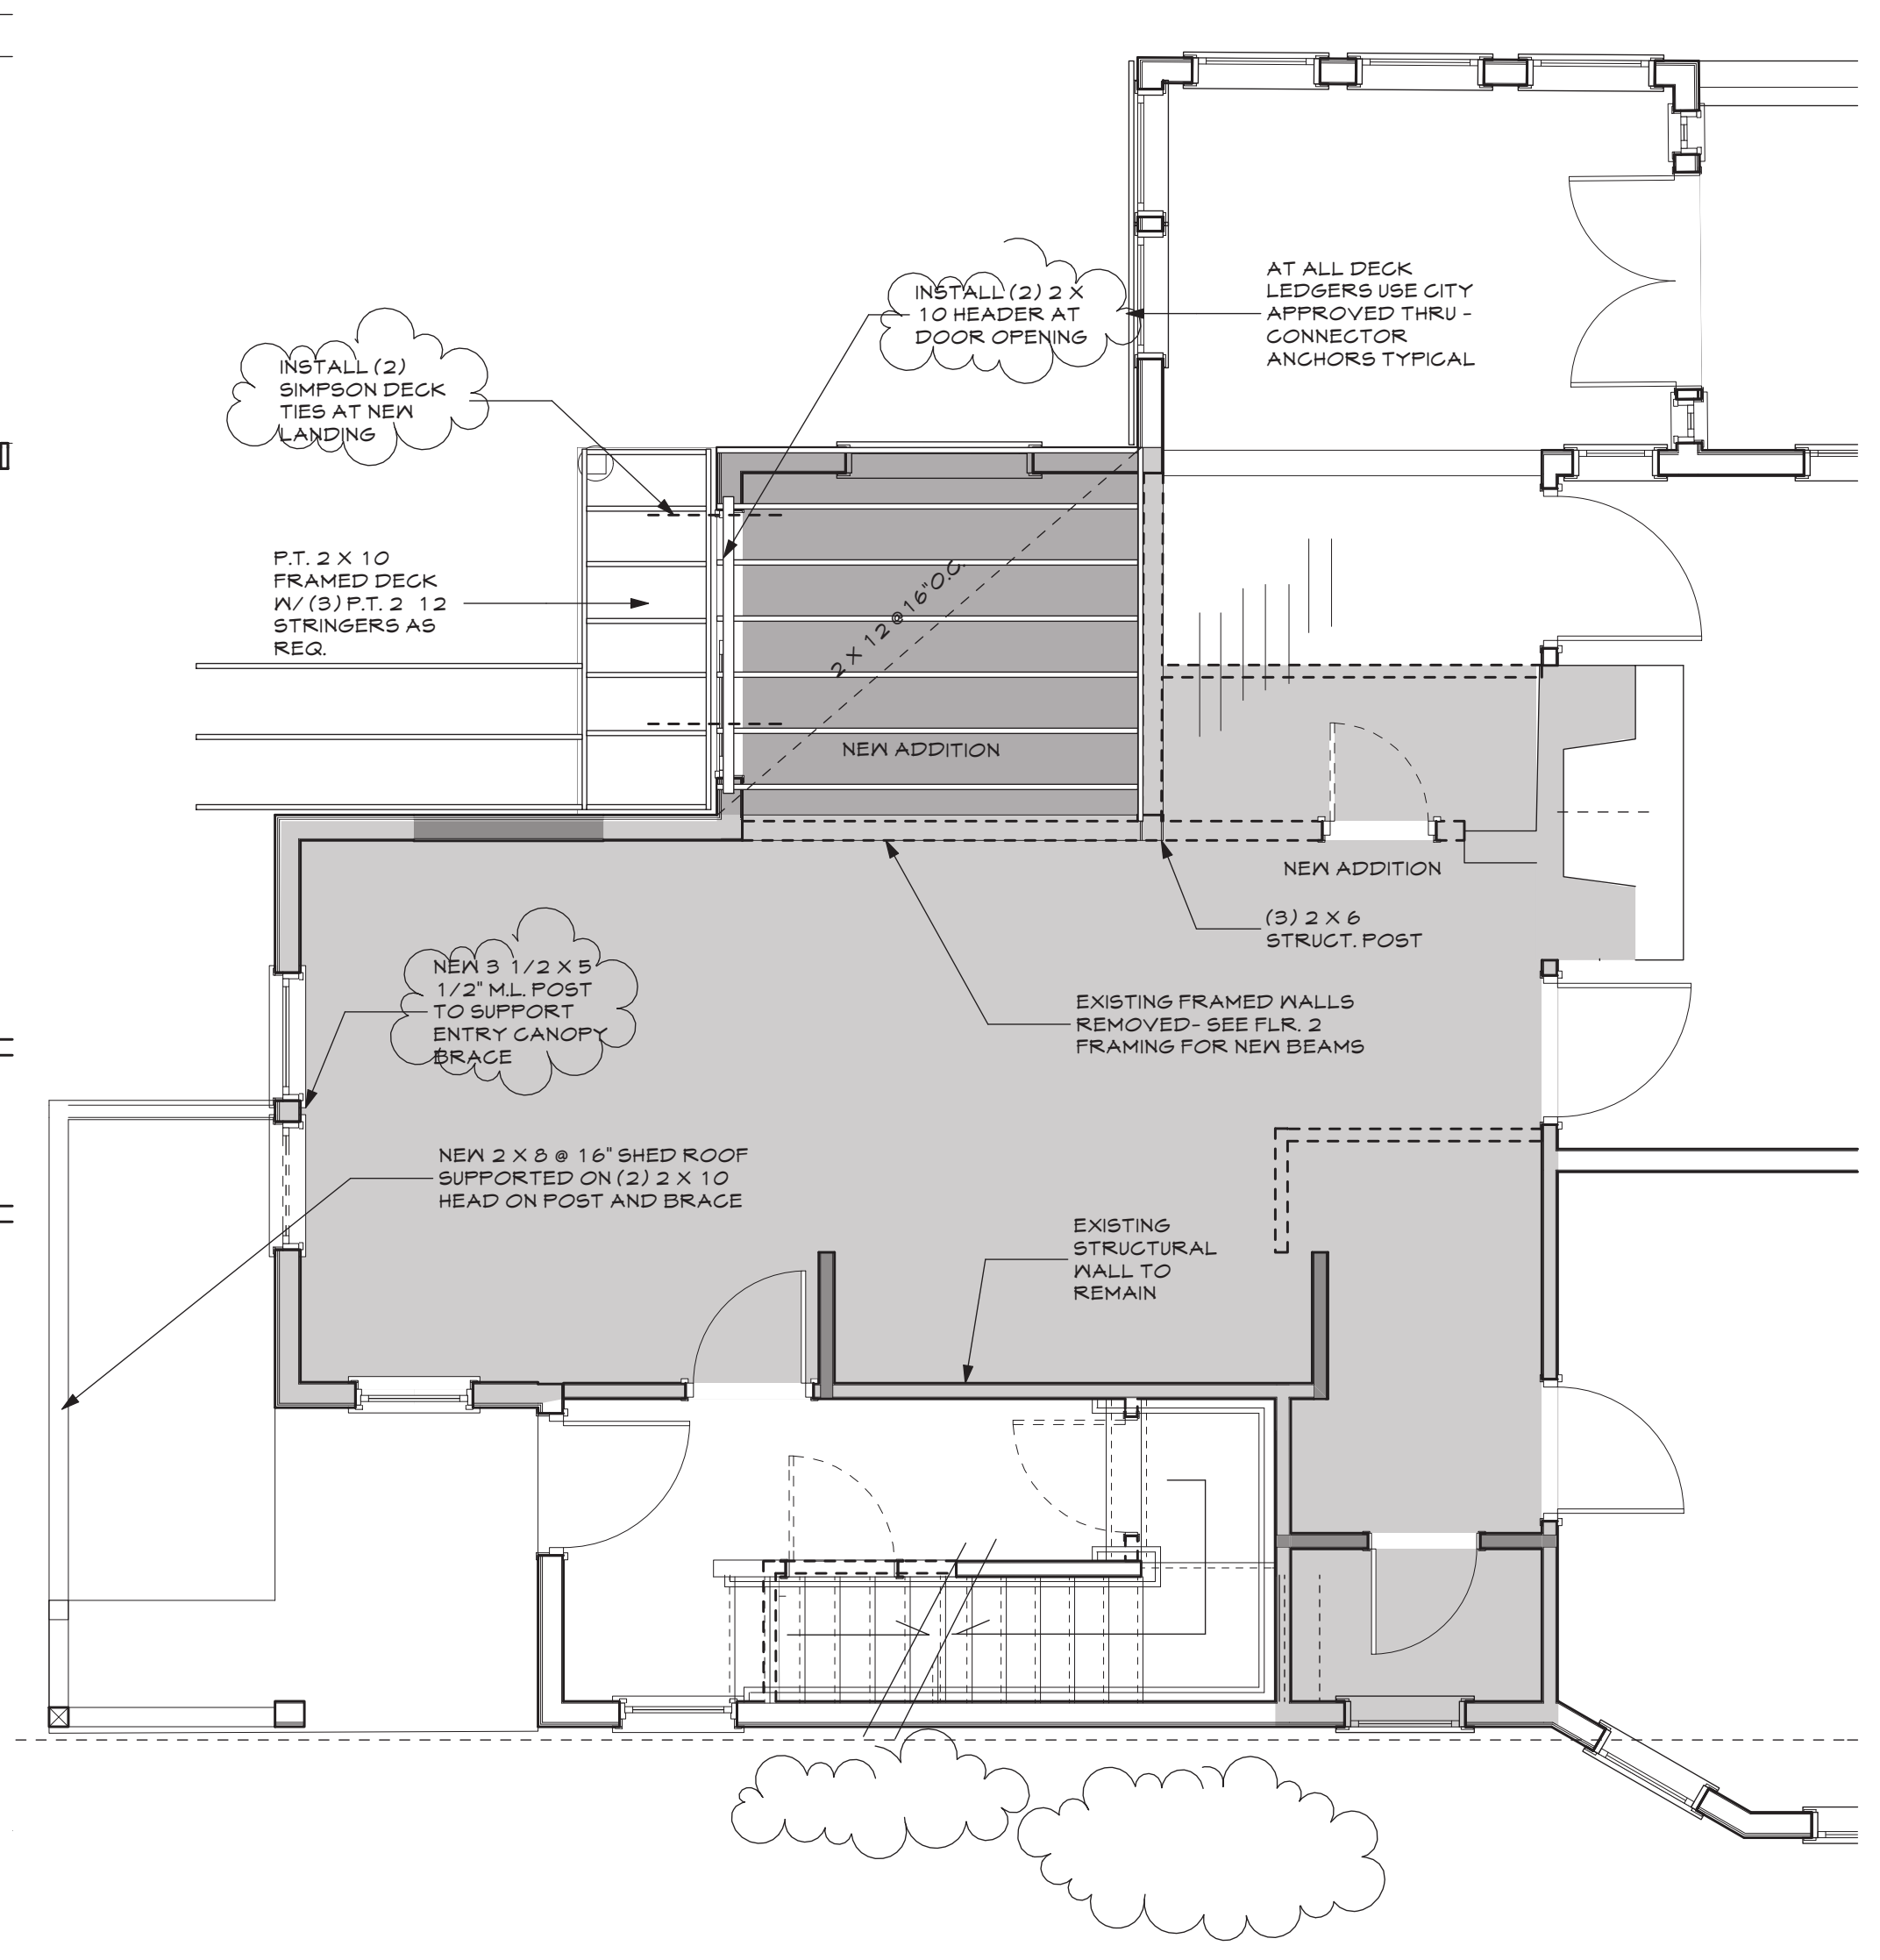 AT ALL DECK
LEDGERS USE CITY
APPROVED THRU -
CONNECTOR
ANCHORS TYPICAL
INSTALL (2) 2 X
10 HEADER AT
DOOR OPENING
INSTALL (2)
SIMPSON DECK
TIES AT NEW
LANDING
P.T. 2 X 10
FRAMED DECK
W/ (3) P.T. 2 12
STRINGERS AS
REQ.
2 X 12 @ 16" O.C.
NEW ADDITION
NEW ADDITION
(3) 2 X 6
STRUCT. POST
NEW 3 1/2 X 5
1/2" M.L. POST
TO SUPPORT
ENTRY CANOPY
BRACE
EXISTING FRAMED WALLS
REMOVED- SEE FLR. 2
FRAMING FOR NEW BEAMS
NEW 2 X 8 @ 16" SHED ROOF
SUPPORTED ON (2) 2 X 10
HEAD ON POST AND BRACE
EXISTING
STRUCTURAL
WALL TO
REMAIN